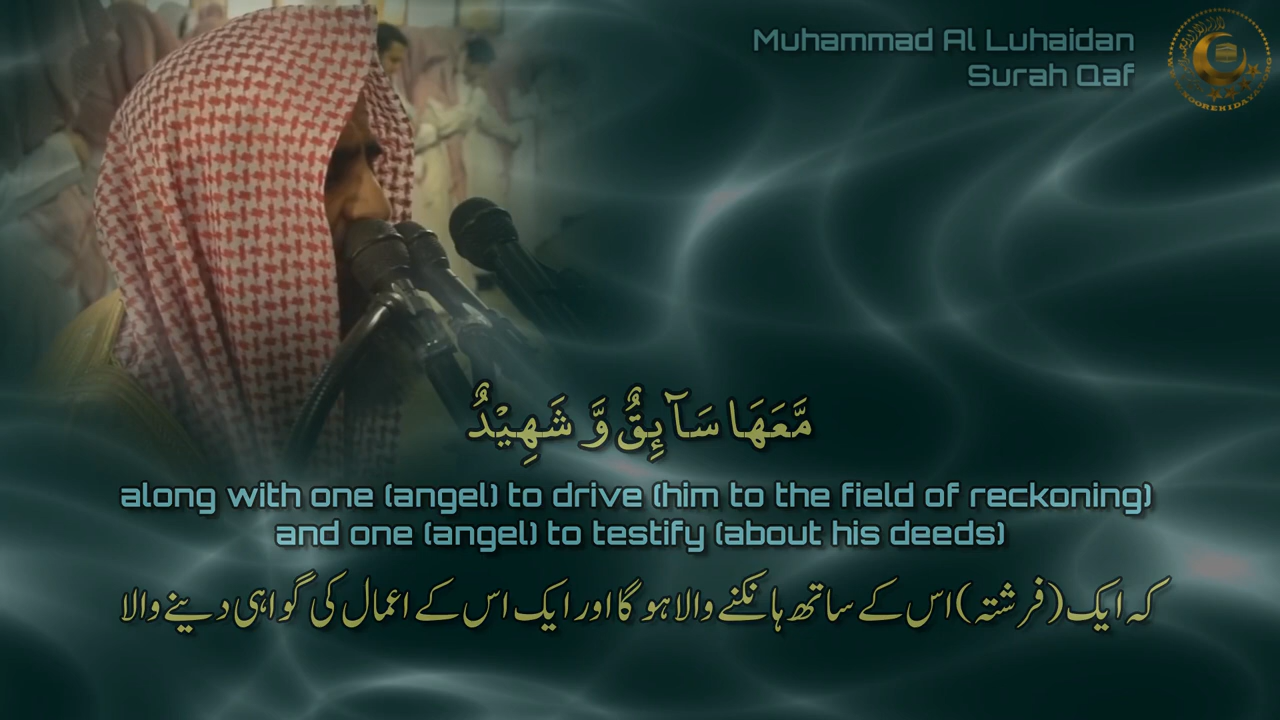 Muhammad Al Luhaidan
Surah Qaf
مَّعَهَا سَآئِقٌ وَّ شَهِيْدٌ
along with one (angel) to drive (him to the field of reckoning)
and one (angel) to testify (about his deeds)
کہ ایک (فرشتہ) اس کے ساتھ ہانکنے والا ہو گا اور ایک اس کے اعمال کی گواہی دینے والا